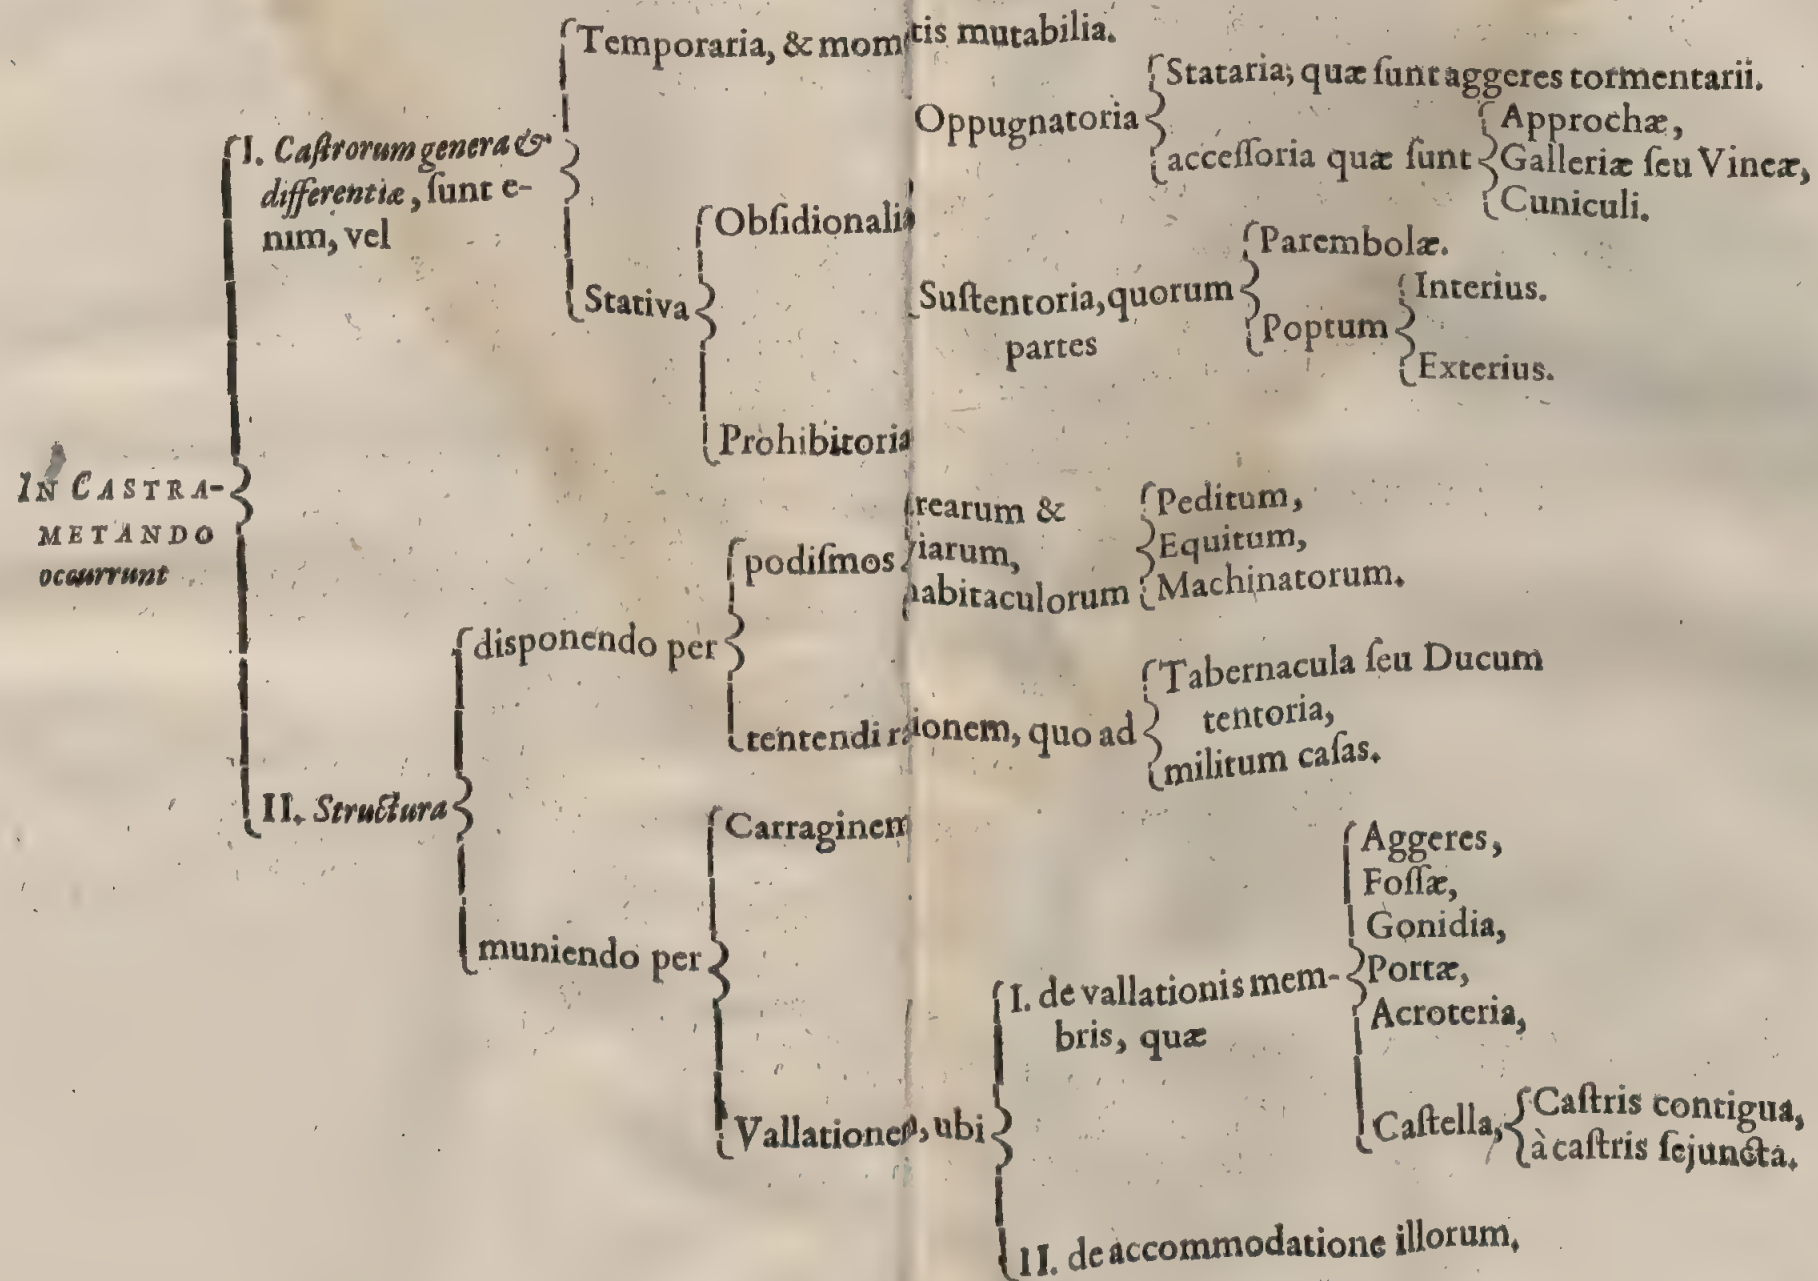 Temporaria, & mom tis mutabilia.
Oppugnatoria
Stataria; quæ ſunt aggeres tormentarii.
acceſſoria quæ ſunt
Approchæ,
Galleriæ ſeu Vineæ,
Cuniculi.
I. Caſtrorum genera &
differentiæ, ſunt e-
nim, vel
Obſidionalia
Stativa
Suſtentoria, quorum
partes
Parembolæ.
Poptum
Interius.
Exterius.
Prohibitoria
IN CASTRA-
METANDO
occurrunt
podiſmos
rearum &
iarum,
habitaculorum
Peditum,
Equitum,
Machinatorum.
disponendo per
tentendi ra ionem, quo ad
Tabernacula ſeu Ducum
tentoria,
militum caſas.
II. Structura
Carraginem
muniendo per
Vallationem, ubi
I. de vallationis mem-
bris, quæ
Aggeres,
Foſſæ,
Gonidia,
Portæ,
Acroteria,
Caſtella,
Caſtris contigua,
à caſtris ſejuncta.
II. de accommodatione illorum.